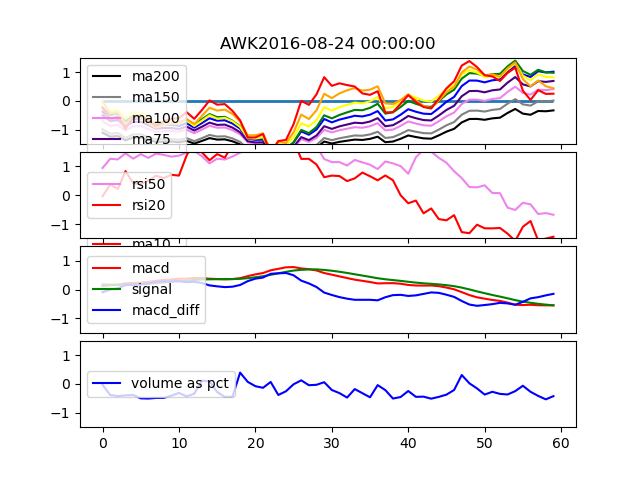 AWK2016-08-24 00:00:00
1
0
−1
ma200
ma150
ma100
ma75
1
0
−1
rsi50
rsi20
ma10
1
0
−1
macd
signal
macd_diff
1
0
−1
volume as pct
0 10 20 30 40 50 60